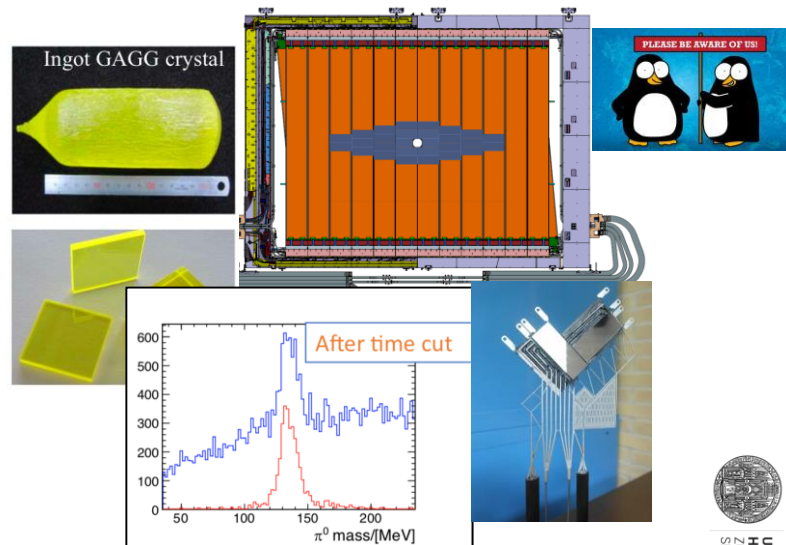 Ingot GAGG crystal
PLEASE BE AWARE OF US!
After time cut
600
500
400
300
200
100
0
50
100
150
200
π⁰ mass/[MeV]
UH
Z
S